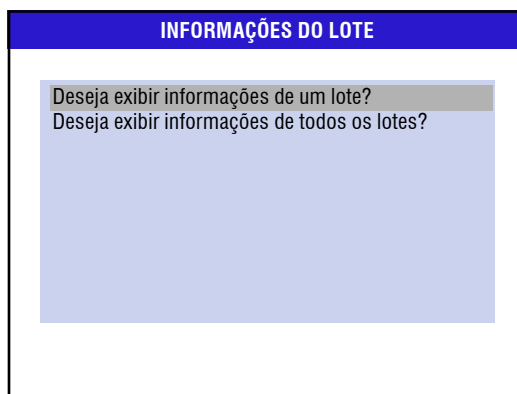 INFORMAÇÕES DO LOTE
Deseja exibir informações de um lote?
Deseja exibir informações de todos os lotes?